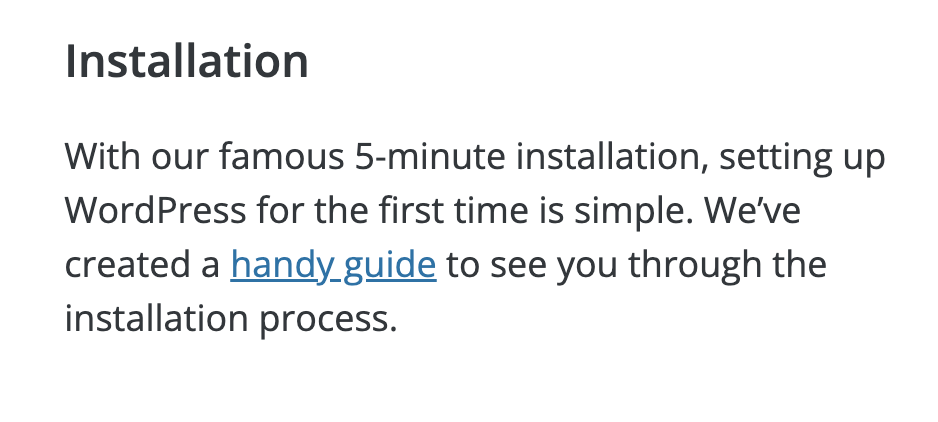 Installation
With our famous 5-minute installation, setting up
WordPress for the first time is simple. We’ve
created a handy guide to see you through the
installation process.